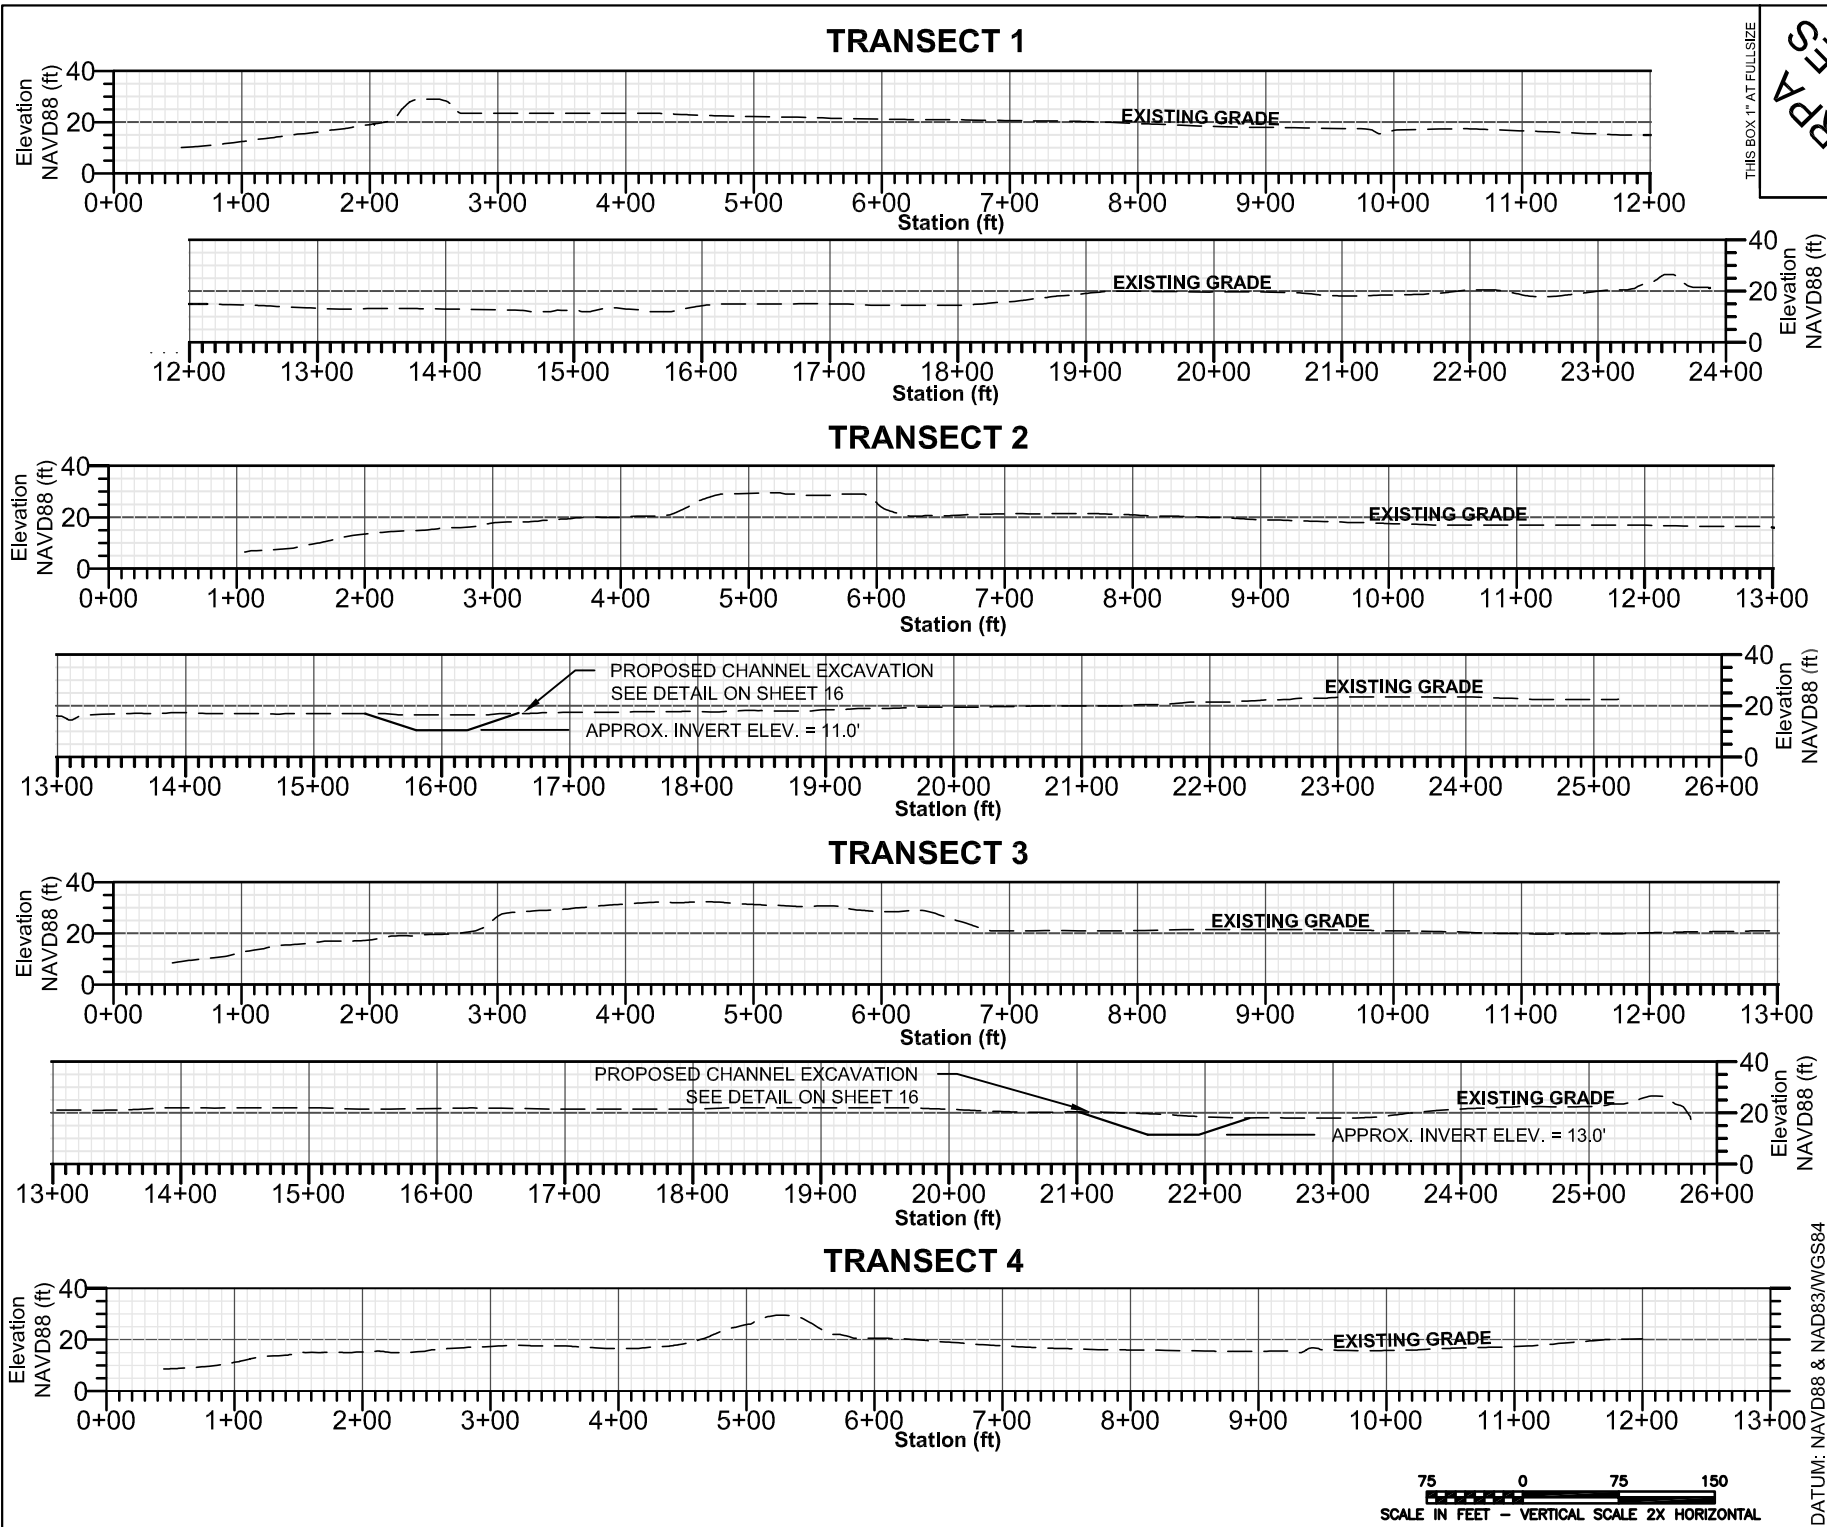 TRANSECT 1
THIS BOX 1" AT FULLSIZE
Elevation
NAVD88 (ft)
40
20
0
EXISTING GRADE
0+00 1+00 2+00 3+00 4+00 5+00 6+00 7+00 8+00 9+00 10+00 11+00 12+00
Station (ft)
EXISTING GRADE
40
20
0
Elevation
NAVD88 (ft)
12+00 13+00 14+00 15+00 16+00 17+00 18+00 19+00 20+00 21+00 22+00 23+00 24+00
Station (ft)
TRANSECT 2
Elevation
NAVD88 (ft)
40
20
0
EXISTING GRADE
0+00 1+00 2+00 3+00 4+00 5+00 6+00 7+00 8+00 9+00 10+00 11+00 12+00 13+00
Station (ft)
PROPOSED CHANNEL EXCAVATION
SEE DETAIL ON SHEET 16
APPROX. INVERT ELEV. = 11.0'
EXISTING GRADE
40
20
0
Elevation
NAVD88 (ft)
13+00 14+00 15+00 16+00 17+00 18+00 19+00 20+00 21+00 22+00 23+00 24+00 25+00 26+00
Station (ft)
TRANSECT 3
Elevation
NAVD88 (ft)
40
20
0
EXISTING GRADE
0+00 1+00 2+00 3+00 4+00 5+00 6+00 7+00 8+00 9+00 10+00 11+00 12+00 13+00
Station (ft)
PROPOSED CHANNEL EXCAVATION
SEE DETAIL ON SHEET 16
EXISTING GRADE
APPROX. INVERT ELEV. = 13.0'
40
20
0
Elevation
NAVD88 (ft)
13+00 14+00 15+00 16+00 17+00 18+00 19+00 20+00 21+00 22+00 23+00 24+00 25+00 26+00
Station (ft)
TRANSECT 4
Elevation
NAVD88 (ft)
40
20
0
EXISTING GRADE
0+00 1+00 2+00 3+00 4+00 5+00 6+00 7+00 8+00 9+00 10+00 11+00 12+00 13+00
Station (ft)
75 0 75 150
SCALE IN FEET – VERTICAL SCALE 2X HORIZONTAL
DATUM: NAVD88 & NAD83/WGS84